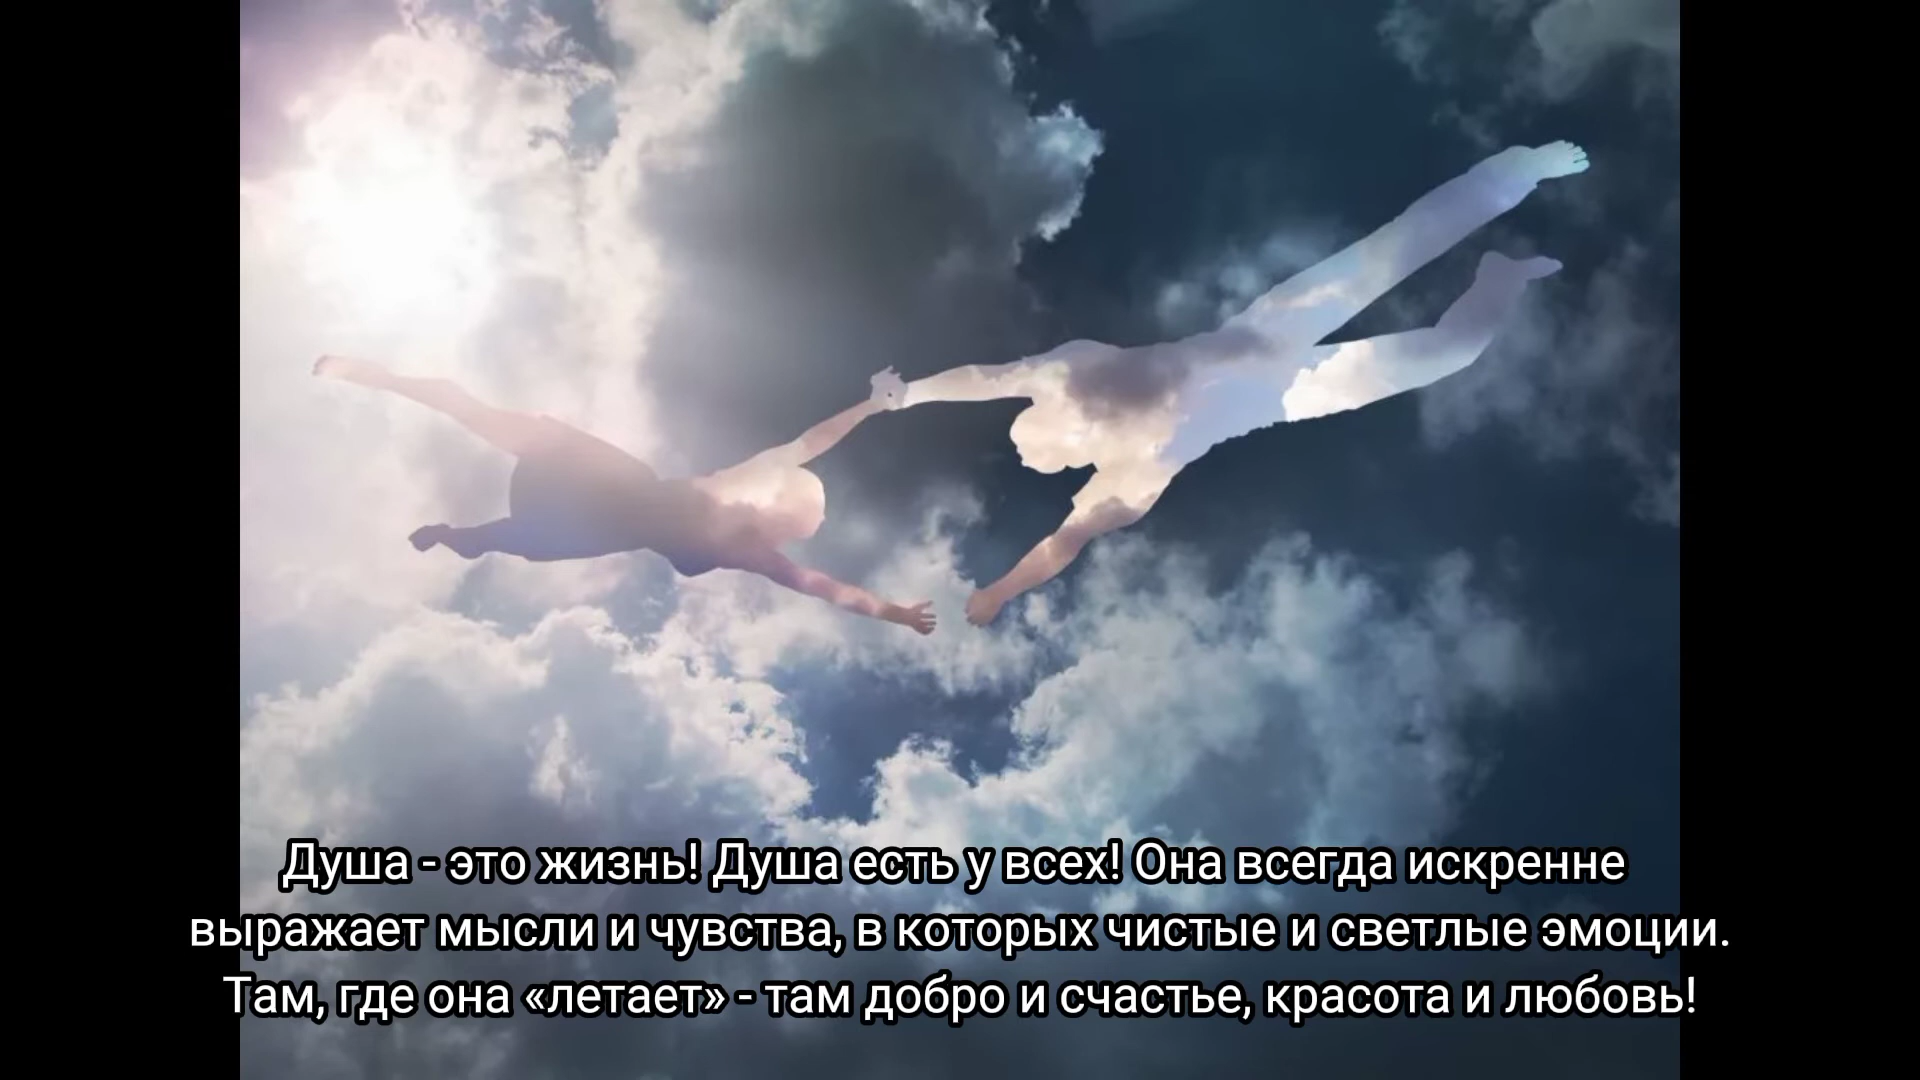 Душа - это жизнь! Душа есть у всех! Она всегда искренне
выражает мысли и чувства, в которых чистые и светлые эмоции.
Там, где она «летает» - там добро и счастье, красота и любовь!